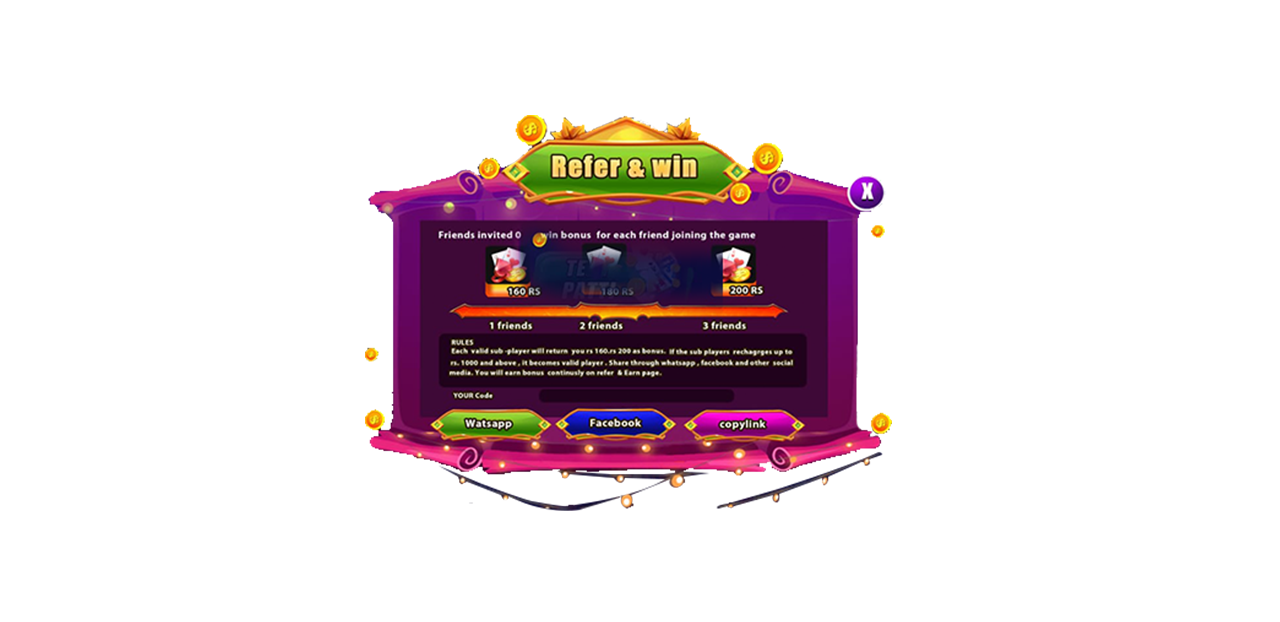 Refer & win
X
Friends invited 0 win bonus for each friend joining the game
160 RS 180 RS 200 RS
1 friends 2 friends 3 friends
RULES
Each valid sub -player will return you rs 160.rs 200 as bonus. if the sub players rechagrges up to
rs. 1000 and above , it becomes valid player . Share through whatsapp , facebook and other social
media. You will earn bonus continusly on refer & Earn page.
YOUR Code
Watsapp Facebook copylink